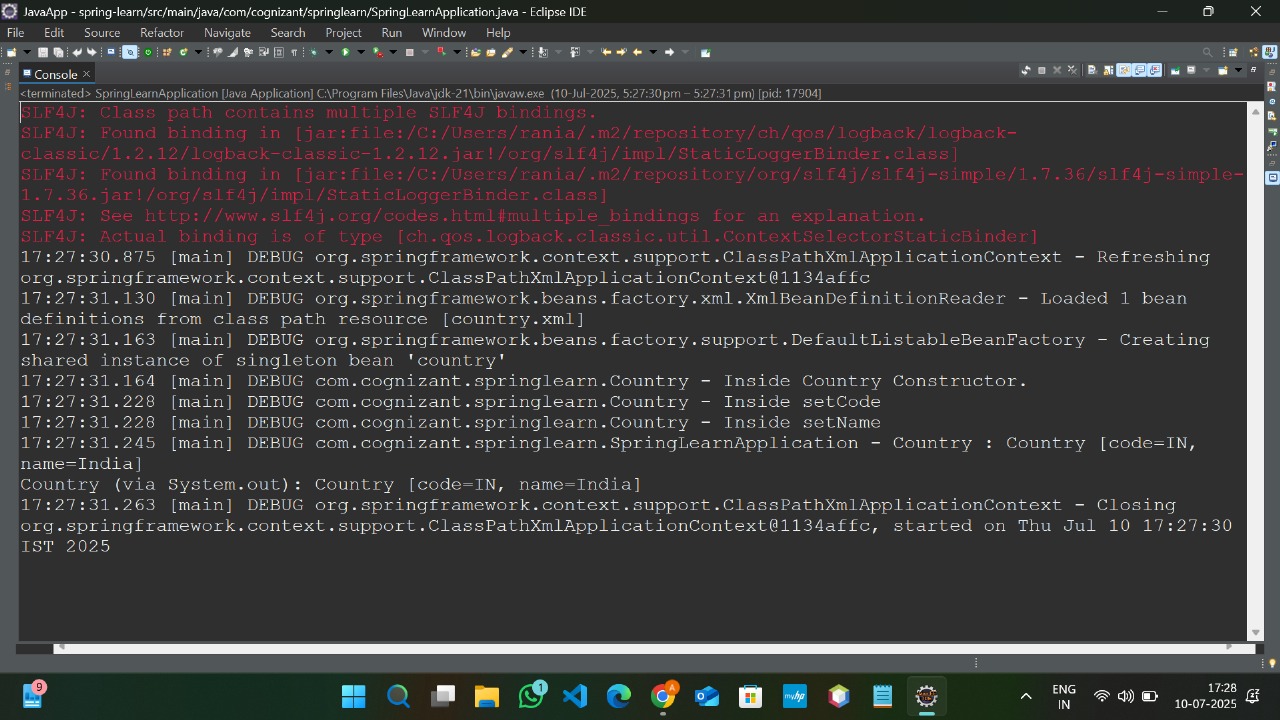 JavaApp - spring-learn/src/main/java/com/cognizant/springlearn/SpringLearnApplication.java - Eclipse IDE
File Edit Source Refactor Navigate Search Project Run Window Help
Console
<terminated> SpringLearnApplication [Java Application] C:\Program Files\Java\jdk-21\bin\javaw.exe (10-Jul-2025, 5:27:30 pm – 5:27:31 pm) [pid: 17904]
SLF4J: Class path contains multiple SLF4J bindings.
SLF4J: Found binding in [jar:file:/C:/Users/rania/.m2/repository/ch/qos/logback/logback-
classic/1.2.12/logback-classic-1.2.12.jar!/org/slf4j/impl/StaticLoggerBinder.class]
SLF4J: Found binding in [jar:file:/C:/Users/rania/.m2/repository/org/slf4j/slf4j-simple/1.7.36/slf4j-simple-
1.7.36.jar!/org/slf4j/impl/StaticLoggerBinder.class]
SLF4J: See http://www.slf4j.org/codes.html#multiple_bindings for an explanation.
SLF4J: Actual binding is of type [ch.qos.logback.classic.util.ContextSelectorStaticBinder]
17:27:30.875 [main] DEBUG org.springframework.context.support.ClassPathXmlApplicationContext - Refreshing
org.springframework.context.support.ClassPathXmlApplicationContext@1134affc
17:27:31.130 [main] DEBUG org.springframework.beans.factory.xml.XmlBeanDefinitionReader - Loaded 1 bean
definitions from class path resource [country.xml]
17:27:31.163 [main] DEBUG org.springframework.beans.factory.support.DefaultListableBeanFactory - Creating
shared instance of singleton bean 'country'
17:27:31.164 [main] DEBUG com.cognizant.springlearn.Country - Inside Country Constructor.
17:27:31.228 [main] DEBUG com.cognizant.springlearn.Country - Inside setCode
17:27:31.228 [main] DEBUG com.cognizant.springlearn.Country - Inside setName
17:27:31.245 [main] DEBUG com.cognizant.springlearn.SpringLearnApplication - Country : Country [code=IN,
name=India]
Country (via System.out): Country [code=IN, name=India]
17:27:31.263 [main] DEBUG org.springframework.context.support.ClassPathXmlApplicationContext - Closing
org.springframework.context.support.ClassPathXmlApplicationContext@1134affc, started on Thu Jul 10 17:27:30
IST 2025
9
1
myhp
ENG
IN
17:28
10-07-2025